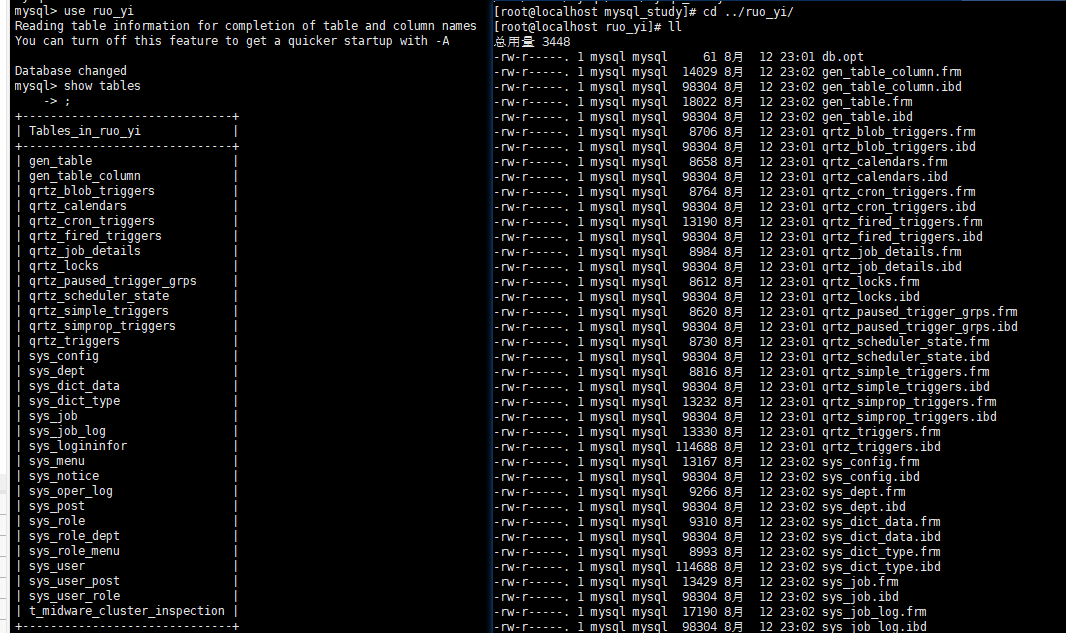 mysql> use ruo_yi
Reading table information for completion of table and column names
You can turn off this feature to get a quicker startup with -A
Database changed
mysql> show tables
    -> ;
+------------------------------+
| Tables_in_ruo_yi             |
+------------------------------+
| gen_table                    |
| gen_table_column             |
| qrtz_blob_triggers           |
| qrtz_calendars               |
| qrtz_cron_triggers           |
| qrtz_fired_triggers          |
| qrtz_job_details             |
| qrtz_locks                   |
| qrtz_paused_trigger_grps     |
| qrtz_scheduler_state         |
| qrtz_simple_triggers         |
| qrtz_simprop_triggers        |
| qrtz_triggers                |
| sys_config                   |
| sys_dept                     |
| sys_dict_data                |
| sys_dict_type                |
| sys_job                      |
| sys_job_log                  |
| sys_logininfor               |
| sys_menu                     |
| sys_notice                   |
| sys_oper_log                 |
| sys_post                     |
| sys_role                     |
| sys_role_dept                |
| sys_role_menu                |
| sys_user                     |
| sys_user_post                |
| sys_user_role                |
| t_midware_cluster_inspection |
+------------------------------+
[root@localhost mysql_study]# cd ../ruo_yi/
[root@localhost ruo_yi]# ll
总用量 3448
-rw-r-----. 1 mysql mysql     61 8月  12 23:01 db.opt
-rw-r-----. 1 mysql mysql  14029 8月  12 23:02 gen_table_column.frm
-rw-r-----. 1 mysql mysql  98304 8月  12 23:02 gen_table_column.ibd
-rw-r-----. 1 mysql mysql  18022 8月  12 23:02 gen_table.frm
-rw-r-----. 1 mysql mysql  98304 8月  12 23:02 gen_table.ibd
-rw-r-----. 1 mysql mysql   8706 8月  12 23:01 qrtz_blob_triggers.frm
-rw-r-----. 1 mysql mysql  98304 8月  12 23:01 qrtz_blob_triggers.ibd
-rw-r-----. 1 mysql mysql   8658 8月  12 23:01 qrtz_calendars.frm
-rw-r-----. 1 mysql mysql  98304 8月  12 23:01 qrtz_calendars.ibd
-rw-r-----. 1 mysql mysql   8764 8月  12 23:01 qrtz_cron_triggers.frm
-rw-r-----. 1 mysql mysql  98304 8月  12 23:01 qrtz_cron_triggers.ibd
-rw-r-----. 1 mysql mysql  13190 8月  12 23:01 qrtz_fired_triggers.frm
-rw-r-----. 1 mysql mysql  98304 8月  12 23:01 qrtz_fired_triggers.ibd
-rw-r-----. 1 mysql mysql   8984 8月  12 23:01 qrtz_job_details.frm
-rw-r-----. 1 mysql mysql  98304 8月  12 23:01 qrtz_job_details.ibd
-rw-r-----. 1 mysql mysql   8612 8月  12 23:01 qrtz_locks.frm
-rw-r-----. 1 mysql mysql  98304 8月  12 23:01 qrtz_locks.ibd
-rw-r-----. 1 mysql mysql   8620 8月  12 23:01 qrtz_paused_trigger_grps.frm
-rw-r-----. 1 mysql mysql  98304 8月  12 23:01 qrtz_paused_trigger_grps.ibd
-rw-r-----. 1 mysql mysql   8730 8月  12 23:01 qrtz_scheduler_state.frm
-rw-r-----. 1 mysql mysql  98304 8月  12 23:01 qrtz_scheduler_state.ibd
-rw-r-----. 1 mysql mysql   8816 8月  12 23:01 qrtz_simple_triggers.frm
-rw-r-----. 1 mysql mysql  98304 8月  12 23:01 qrtz_simple_triggers.ibd
-rw-r-----. 1 mysql mysql  13232 8月  12 23:01 qrtz_simprop_triggers.frm
-rw-r-----. 1 mysql mysql  98304 8月  12 23:01 qrtz_simprop_triggers.ibd
-rw-r-----. 1 mysql mysql  13330 8月  12 23:01 qrtz_triggers.frm
-rw-r-----. 1 mysql mysql 114688 8月  12 23:01 qrtz_triggers.ibd
-rw-r-----. 1 mysql mysql  13167 8月  12 23:02 sys_config.frm
-rw-r-----. 1 mysql mysql  98304 8月  12 23:02 sys_config.ibd
-rw-r-----. 1 mysql mysql   9266 8月  12 23:02 sys_dept.frm
-rw-r-----. 1 mysql mysql  98304 8月  12 23:02 sys_dept.ibd
-rw-r-----. 1 mysql mysql   9310 8月  12 23:02 sys_dict_data.frm
-rw-r-----. 1 mysql mysql  98304 8月  12 23:02 sys_dict_data.ibd
-rw-r-----. 1 mysql mysql   8993 8月  12 23:02 sys_dict_type.frm
-rw-r-----. 1 mysql mysql 114688 8月  12 23:02 sys_dict_type.ibd
-rw-r-----. 1 mysql mysql  13429 8月  12 23:02 sys_job.frm
-rw-r-----. 1 mysql mysql  98304 8月  12 23:02 sys_job.ibd
-rw-r-----. 1 mysql mysql  17190 8月  12 23:02 sys_job_log.frm
-rw-r-----. 1 mysql mysql  98304 8月  12 23:02 sys_job_log.ibd